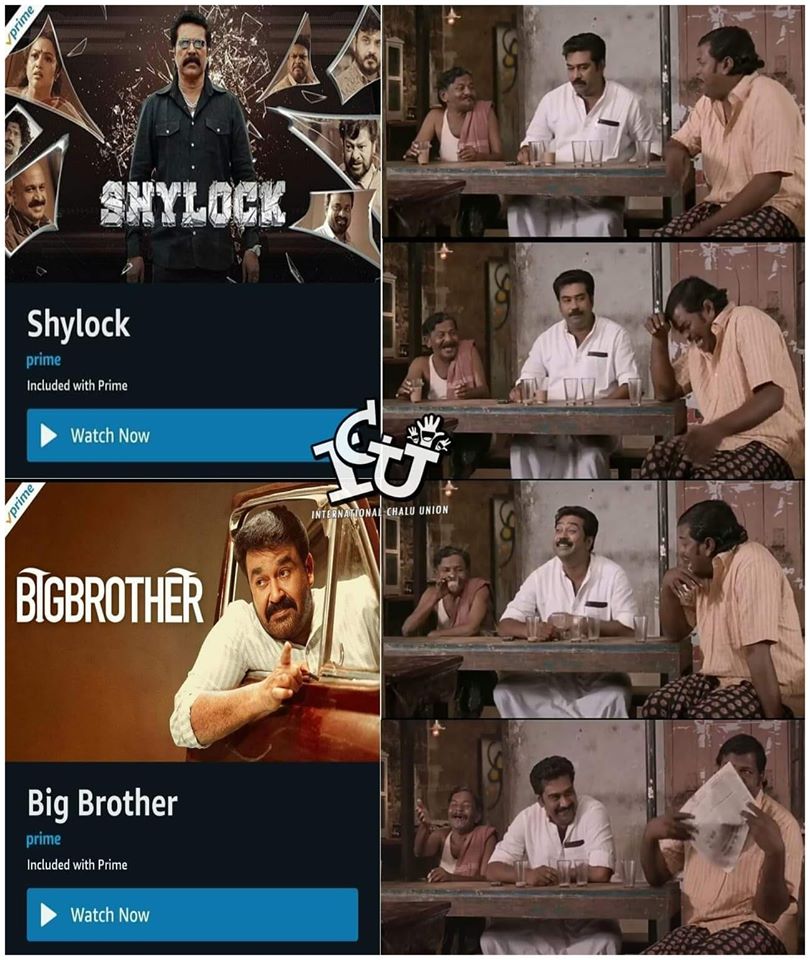 prime
SHYLOCK
Shylock
prime
Included with Prime
Watch Now
ICU
INTERNATIONAL CHALU UNION
prime
BIGBROTHER
Big Brother
prime
Included with Prime
Watch Now